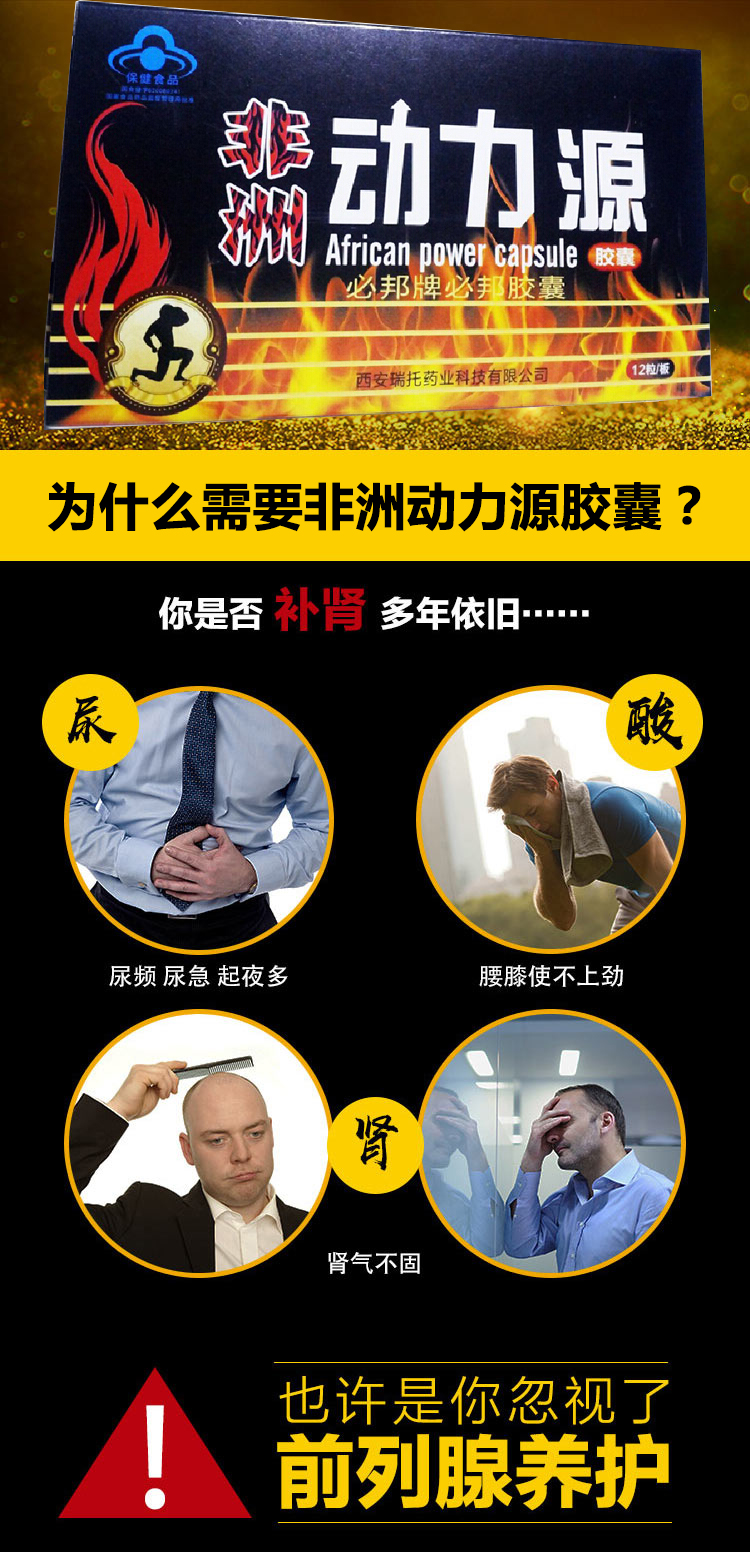 保健食品
非洲
动力源
African power capsule 胶囊
必邦牌必邦胶囊
西安瑞托药业科技有限公司
12粒/板
为什么需要非洲动力源胶囊？
你是否 补肾 多年依旧······
尿
酸
尿频 尿急 起夜多
腰膝使不上劲
肾
肾气不固
!
也许是你忽视了
前列腺养护